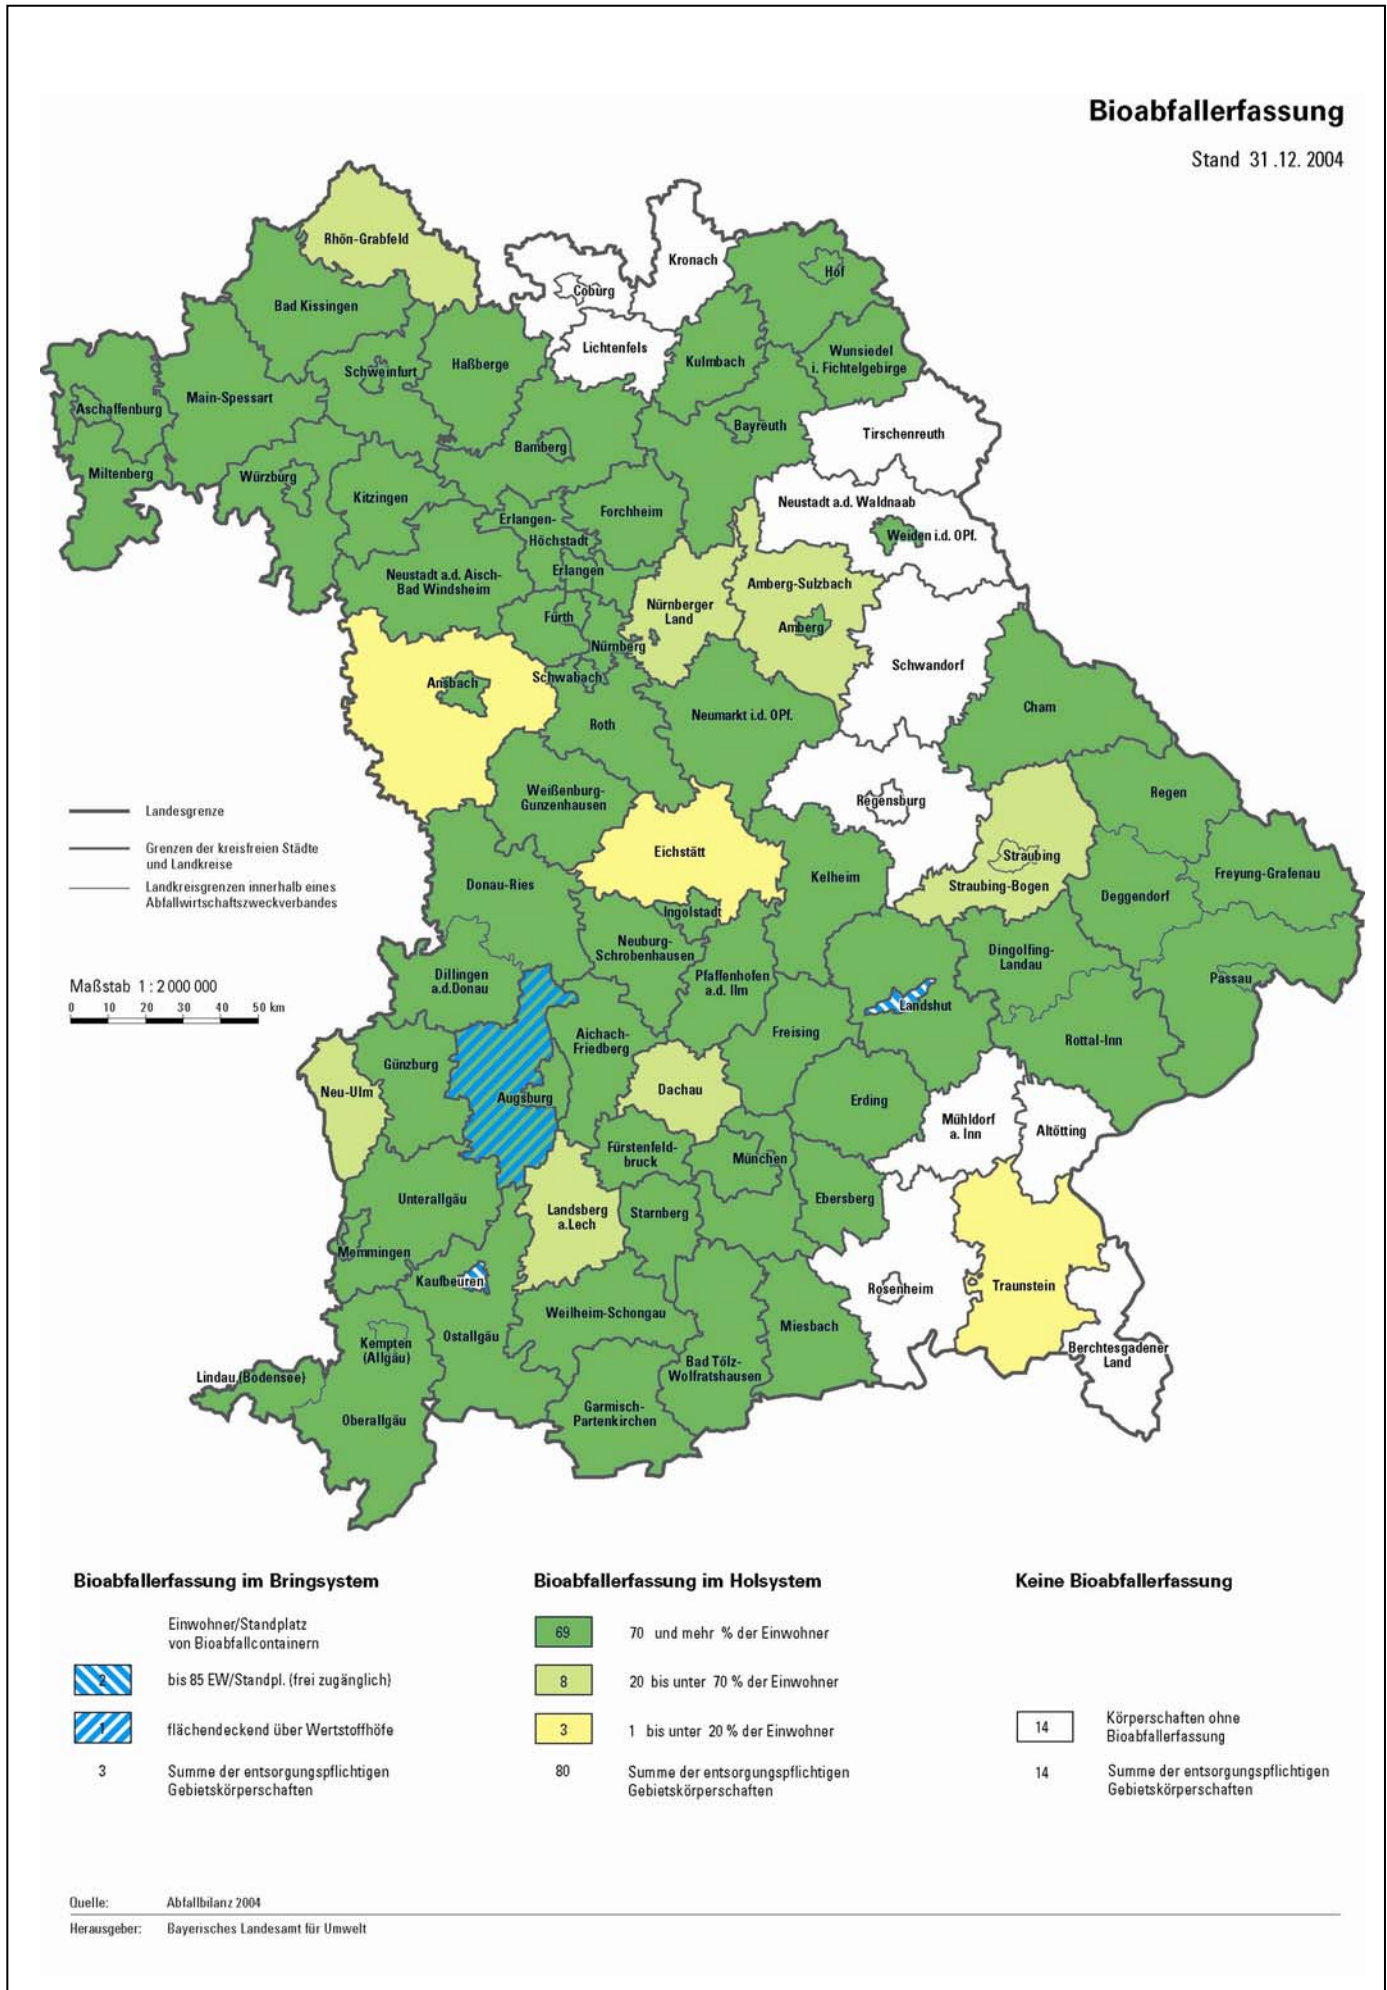 Bioabfallerfassung
Stand 31.12. 2004
Rhön-Grabfeld
Kronach
Hof
Coburg
Bad Kissingen
Lichtenfels
Wunsiedel
i. Fichtelgebirge
Kulmbach
Haßberge
Schweinfurt
Main-Spessart
Aschaffenburg
Bayreuth
Tirschenreuth
Bamberg
Miltenberg
Würzburg
Kitzingen
Neustadt a.d. Waldnaab
Forchheim
Erlangen-
Höchstadt
Weiden i.d. OPf.
Erlangen
Neustadt a.d. Aisch-
Bad Windsheim
Amberg-Sulzbach
Nürnberger
Land
Fürth
Amberg
Nürnberg
Schwandorf
Schwabach
Ansbach
Cham
Neumarkt i.d. OPf.
Roth
Weißenburg-
Gunzenhausen
Regen
Regensburg
Landesgrenze
Grenzen der kreisfreien Städte
und Landkreise
Landkreisgrenzen innerhalb eines
Abfallwirtschaftszweckverbandes
Eichstätt
Straubing
Kelheim
Freyung-Grafenau
Donau-Ries
Straubing-Bogen
Deggendorf
Ingolstadt
Neuburg-
Schrobenhausen
Dingolfing-
Landau
Dillingen
a.d.Donau
Pfaffenhofen
a.d. Ilm
Passau
Maßstab 1 : 2 000 000
0 10 20 30 40 50 km
Landshut
Freising
Aichach-
Friedberg
Rottal-Inn
Günzburg
Neu-Ulm
Dachau
Augsburg
Erding
Mühldorf
a. Inn
Altötting
Fürstenfeld-
bruck
München
Unterallgäu
Ebersberg
Landsberg
a.Lech
Starnberg
Memmingen
Kaufbeuren
Rosenheim
Traunstein
Weilheim-Schongau
Miesbach
Ostallgäu
Kempten
(Allgäu)
Berchtesgadener
Land
Bad Tölz-
Wolfratshausen
Lindau (Bodensee)
Oberallgäu
Garmisch-
Partenkirchen
Bioabfallerfassung im Bringsystem
Einwohner/Standplatz
von Bioabfallcontainern
2 bis 85 EW/Standpl. (frei zugänglich)
1 flächendeckend über Wertstoffhöfe
3 Summe der entsorgungspflichtigen
Gebietskörperschaften
Bioabfallerfassung im Holsystem
69 70 und mehr % der Einwohner
8 20 bis unter 70 % der Einwohner
3 1 bis unter 20 % der Einwohner
80 Summe der entsorgungspflichtigen
Gebietskörperschaften
Keine Bioabfallerfassung
14 Körperschaften ohne
Bioabfallerfassung
14 Summe der entsorgungspflichtigen
Gebietskörperschaften
Quelle: Abfallbilanz 2004
Herausgeber: Bayerisches Landesamt für Umwelt